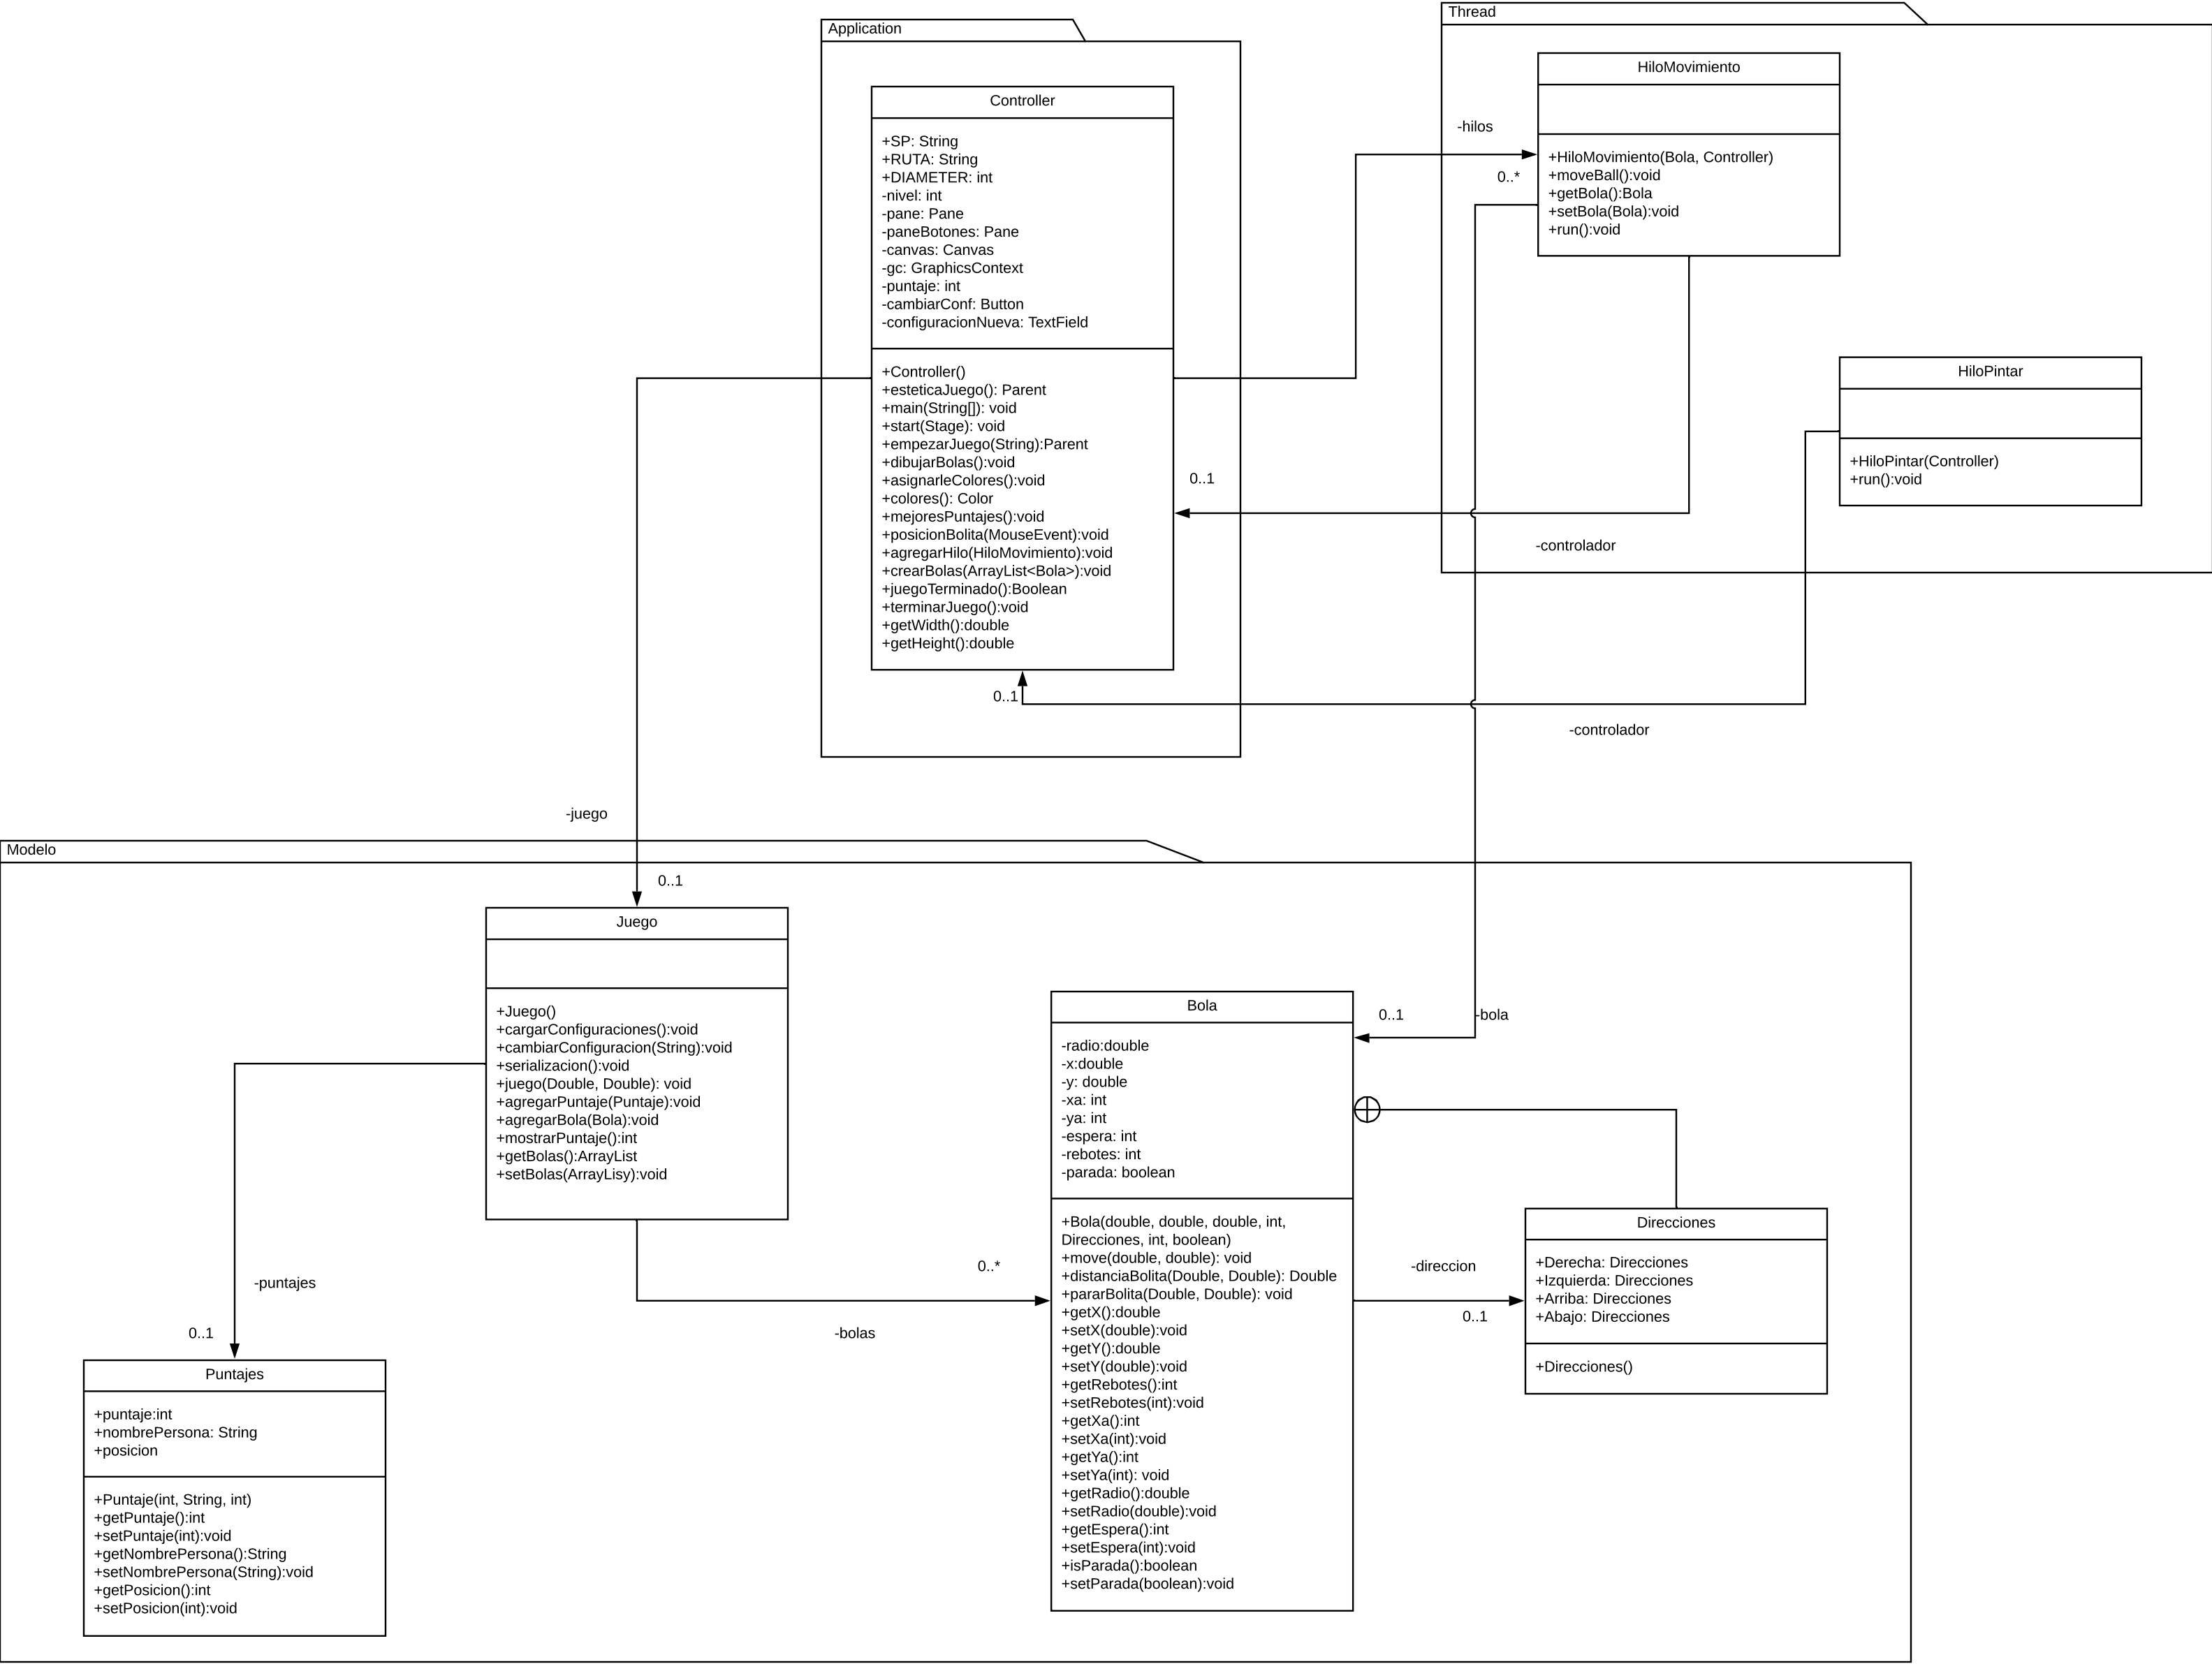 Application
Controller
+SP: String
+RUTA: String
+DIAMETER: int
-nivel: int
-pane: Pane
-paneBotones: Pane
-canvas: Canvas
-gc: GraphicsContext
-puntaje: int
-cambiarConf: Button
-configuracionNueva: TextField
+Controller()
+esteticaJuego(): Parent
+main(String[]): void
+start(Stage): void
+empezarJuego(String):Parent
+dibujarBolas():void
+asignarleColores():void
+colores(): Color
+mejoresPuntajes():void
+posicionBolita(MouseEvent):void
+agregarHilo(HiloMovimiento):void
+crearBolas(ArrayList<Bola>):void
+juegoTerminado():Boolean
+terminarJuego():void
+getWidth():double
+getHeight():double
0..1
0..1
Thread
-hilos
0..*
HiloMovimiento
+HiloMovimiento(Bola, Controller)
+moveBall():void
+getBola():Bola
+setBola(Bola):void
+run():void
HiloPintar
+HiloPintar(Controller)
+run():void
-controlador
-controlador
-juego
Modelo
0..1
Juego
+Juego()
+cargarConfiguraciones():void
+cambiarConfiguracion(String):void
+serializacion():void
+juego(Double, Double): void
+agregarPuntaje(Puntaje):void
+agregarBola(Bola):void
+mostrarPuntaje():int
+getBolas():ArrayList
+setBolas(ArrayLisy):void
-puntajes
0..1
Puntajes
+puntaje:int
+nombrePersona: String
+posicion
+Puntaje(int, String, int)
+getPuntaje():int
+setPuntaje(int):void
+getNombrePersona():String
+setNombrePersona(String):void
+getPosicion():int
+setPosicion(int):void
0..*
-bolas
Bola
-radio:double
-x:double
-y: double
-xa: int
-ya: int
-espera: int
-rebotes: int
-parada: boolean
+Bola(double, double, double, int,
Direcciones, int, boolean)
+move(double, double): void
+distanciaBolita(Double, Double): Double
+pararBolita(Double, Double): void
+getX():double
+setX(double):void
+getY():double
+setY(double):void
+getRebotes():int
+setRebotes(int):void
+getXa():int
+setXa(int):void
+getYa():int
+setYa(int): void
+getRadio():double
+setRadio(double):void
+getEspera():int
+setEspera(int):void
+isParada():boolean
+setParada(boolean):void
0..1
-bola
-direccion
0..1
Direcciones
+Derecha: Direcciones
+Izquierda: Direcciones
+Arriba: Direcciones
+Abajo: Direcciones
+Direcciones()